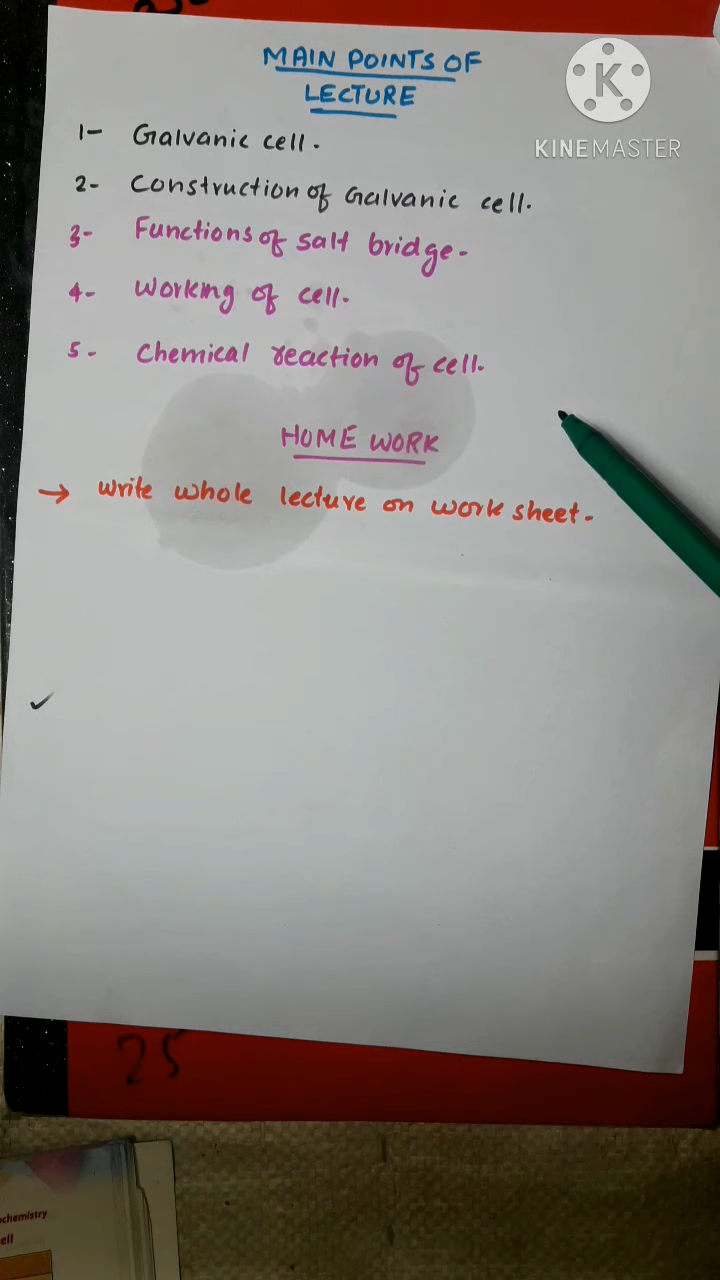 MAIN POINTS OF
LECTURE
KINEMASTER
1- Galvanic cell.
2- Construction of Galvanic cell.
3- Functions of salt bridge-
4- Working of cell.
5- Chemical reaction of cell.
HOME WORK
→ write whole lecture on work sheet-
25
ochemistry
ell